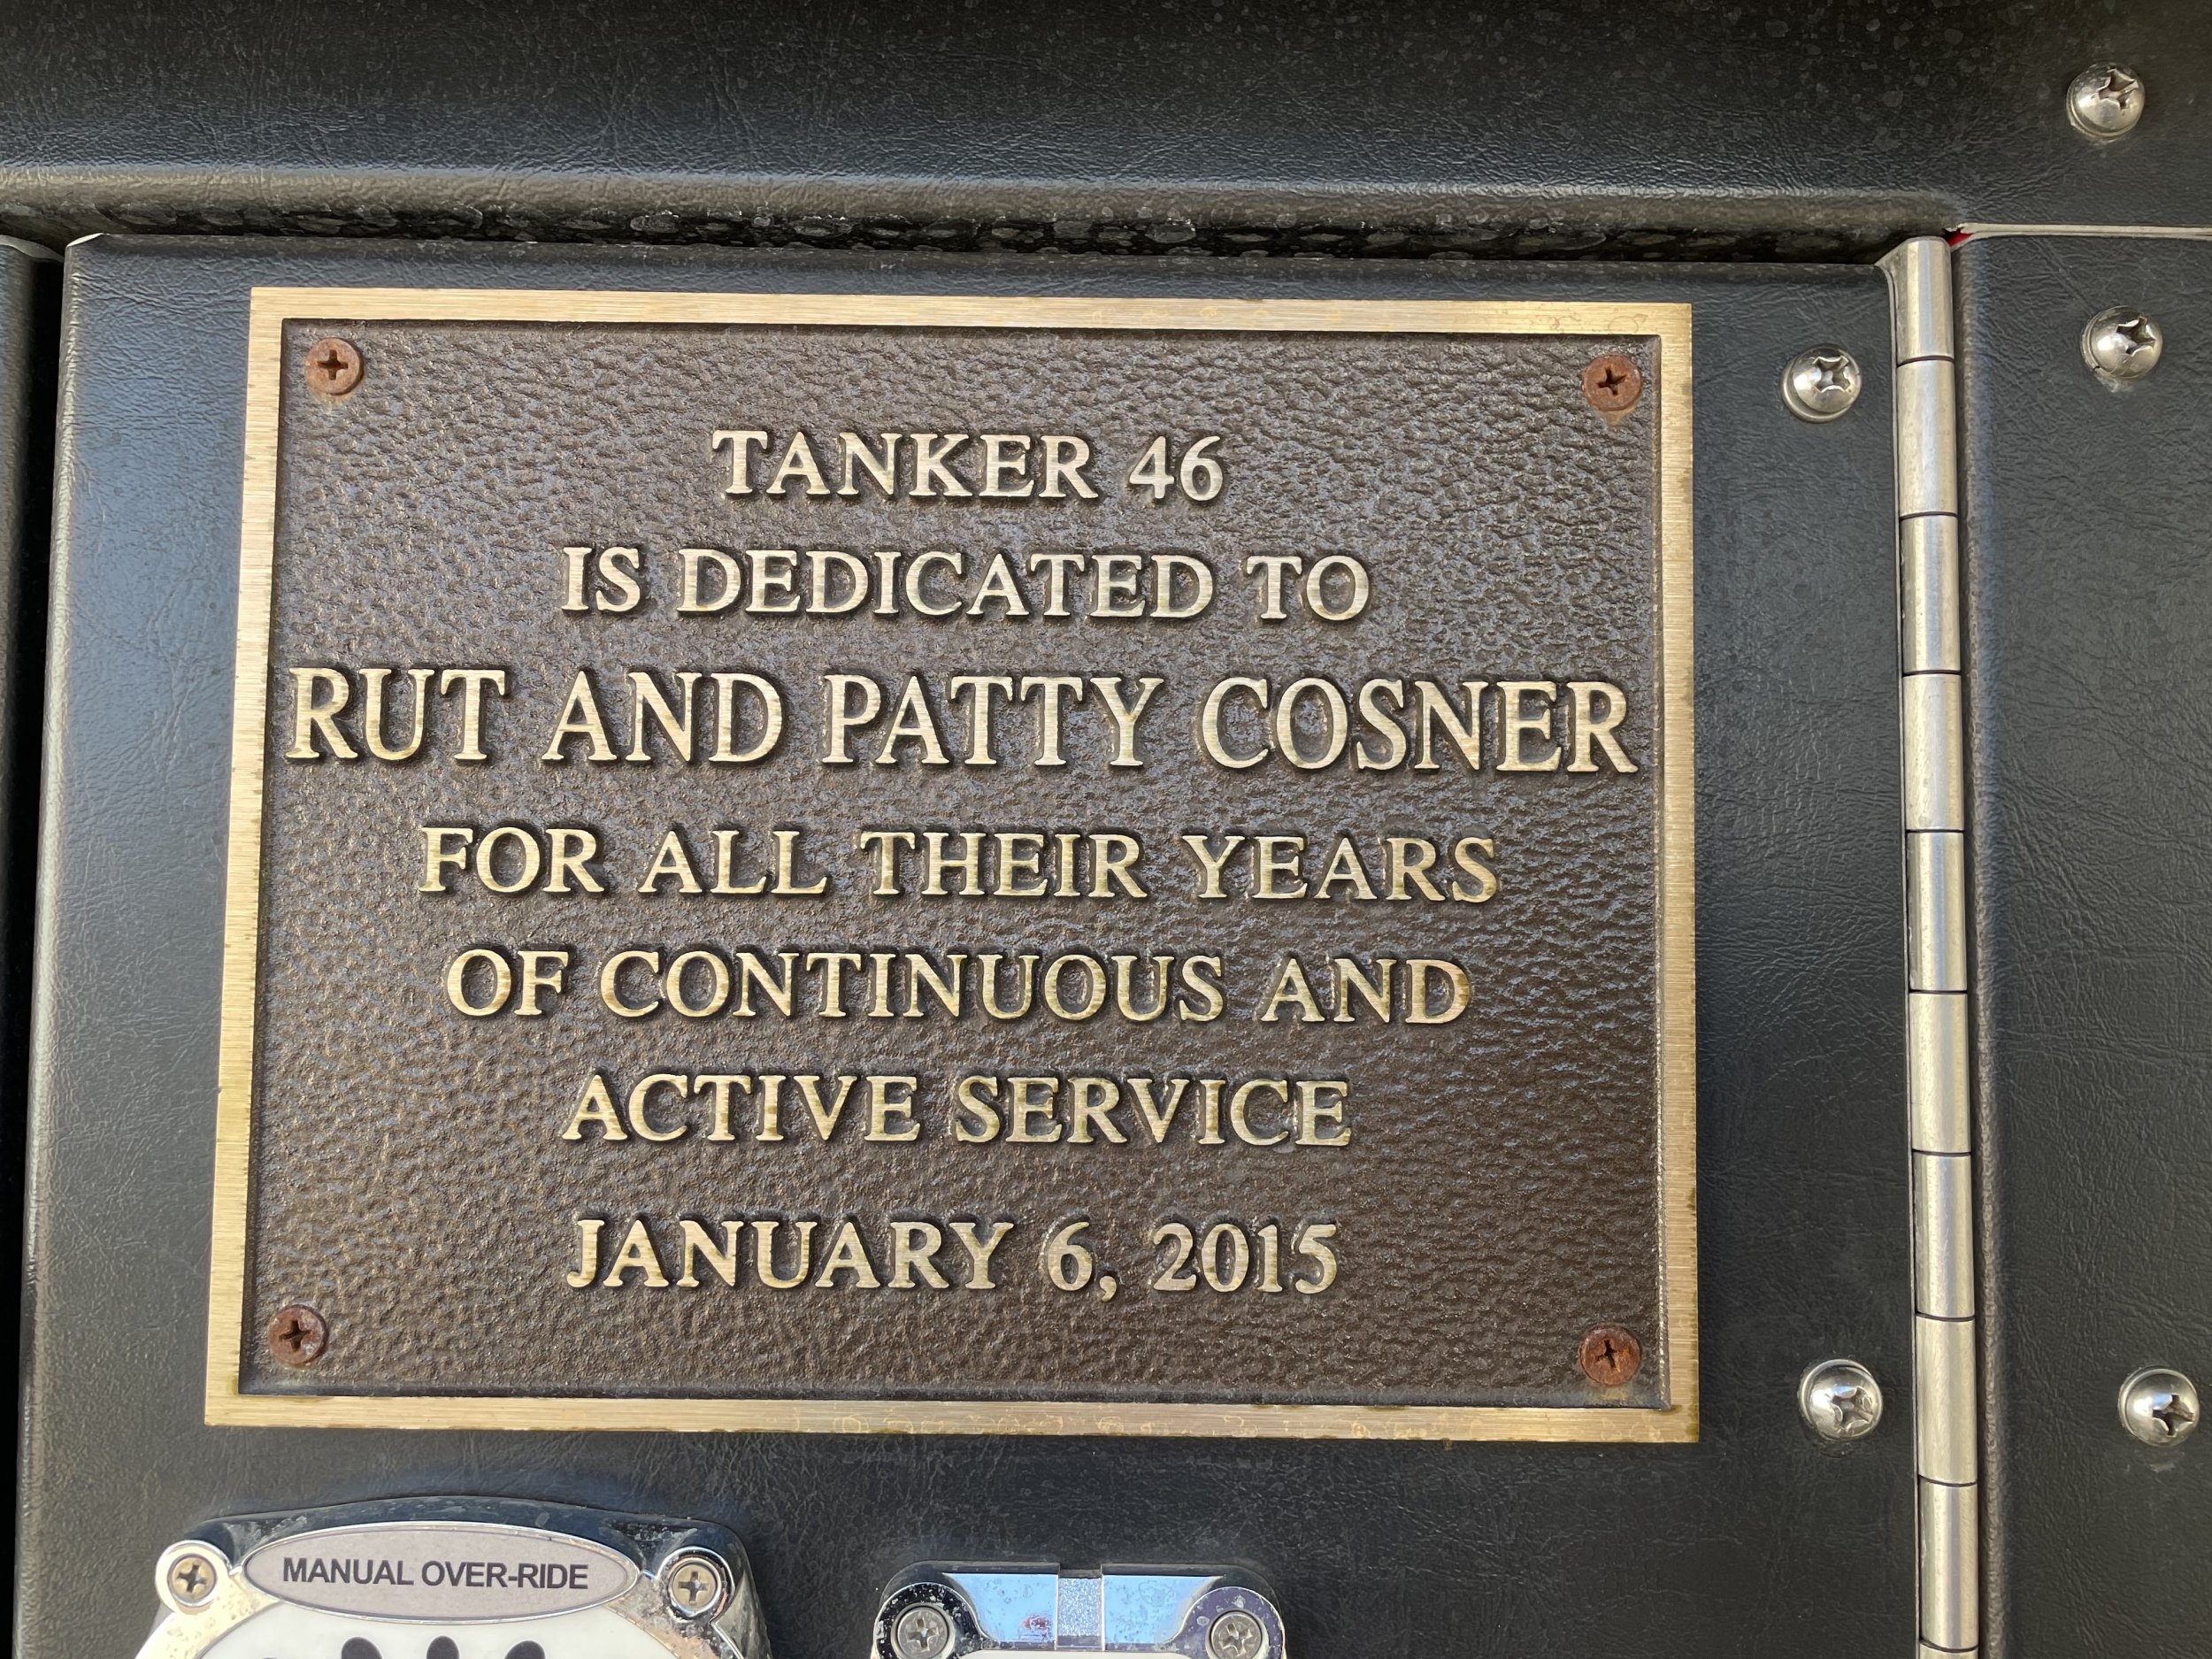 TANKER 46
IS DEDICATED TO
RUT AND PATTY COSNER
FOR ALL THEIR YEARS
OF CONTINUOUS AND
ACTIVE SERVICE
JANUARY 6, 2015
MANUAL OVER-RIDE